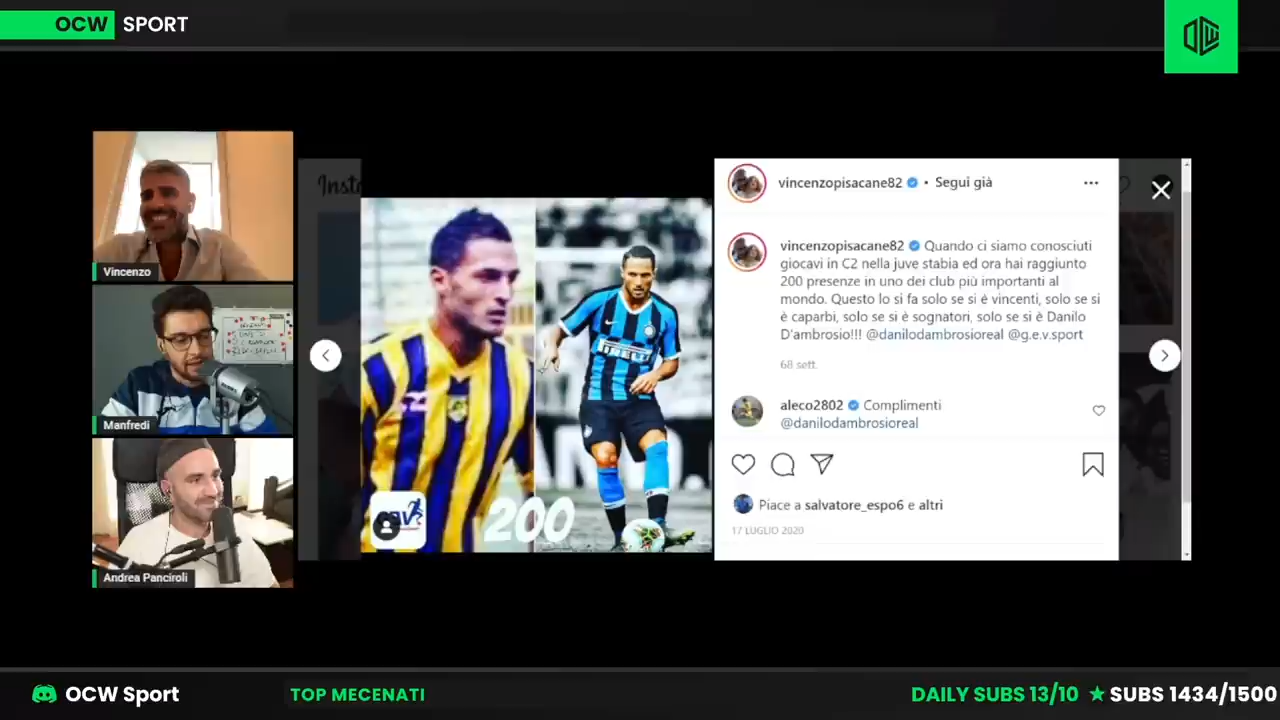 OCW SPORT
Insta
vincenzopisacane82 • Segui già
vincenzopisacane82 Quando ci siamo conosciuti
giocavi in C2 nella juve stabia ed ora hai raggiunto
200 presenze in uno dei club più importanti al
mondo. Questo lo si fa solo se si è vincenti, solo se si
è caparbi, solo se si è sognatori, solo se si è Danilo
D'ambrosio!!! @danilodambrosioreal @g.e.v.sport
68 sett.
aleco2802 Complimenti
@danilodambrosioreal
Piace a salvatore_espo6 e altri
17 LUGLIO 2020
PIRELLI
200
Vincenzo
Manfredi
Andrea Panciroli
OCW Sport
TOP MECENATI
DAILY SUBS 13/10 ★ SUBS 1434/1500